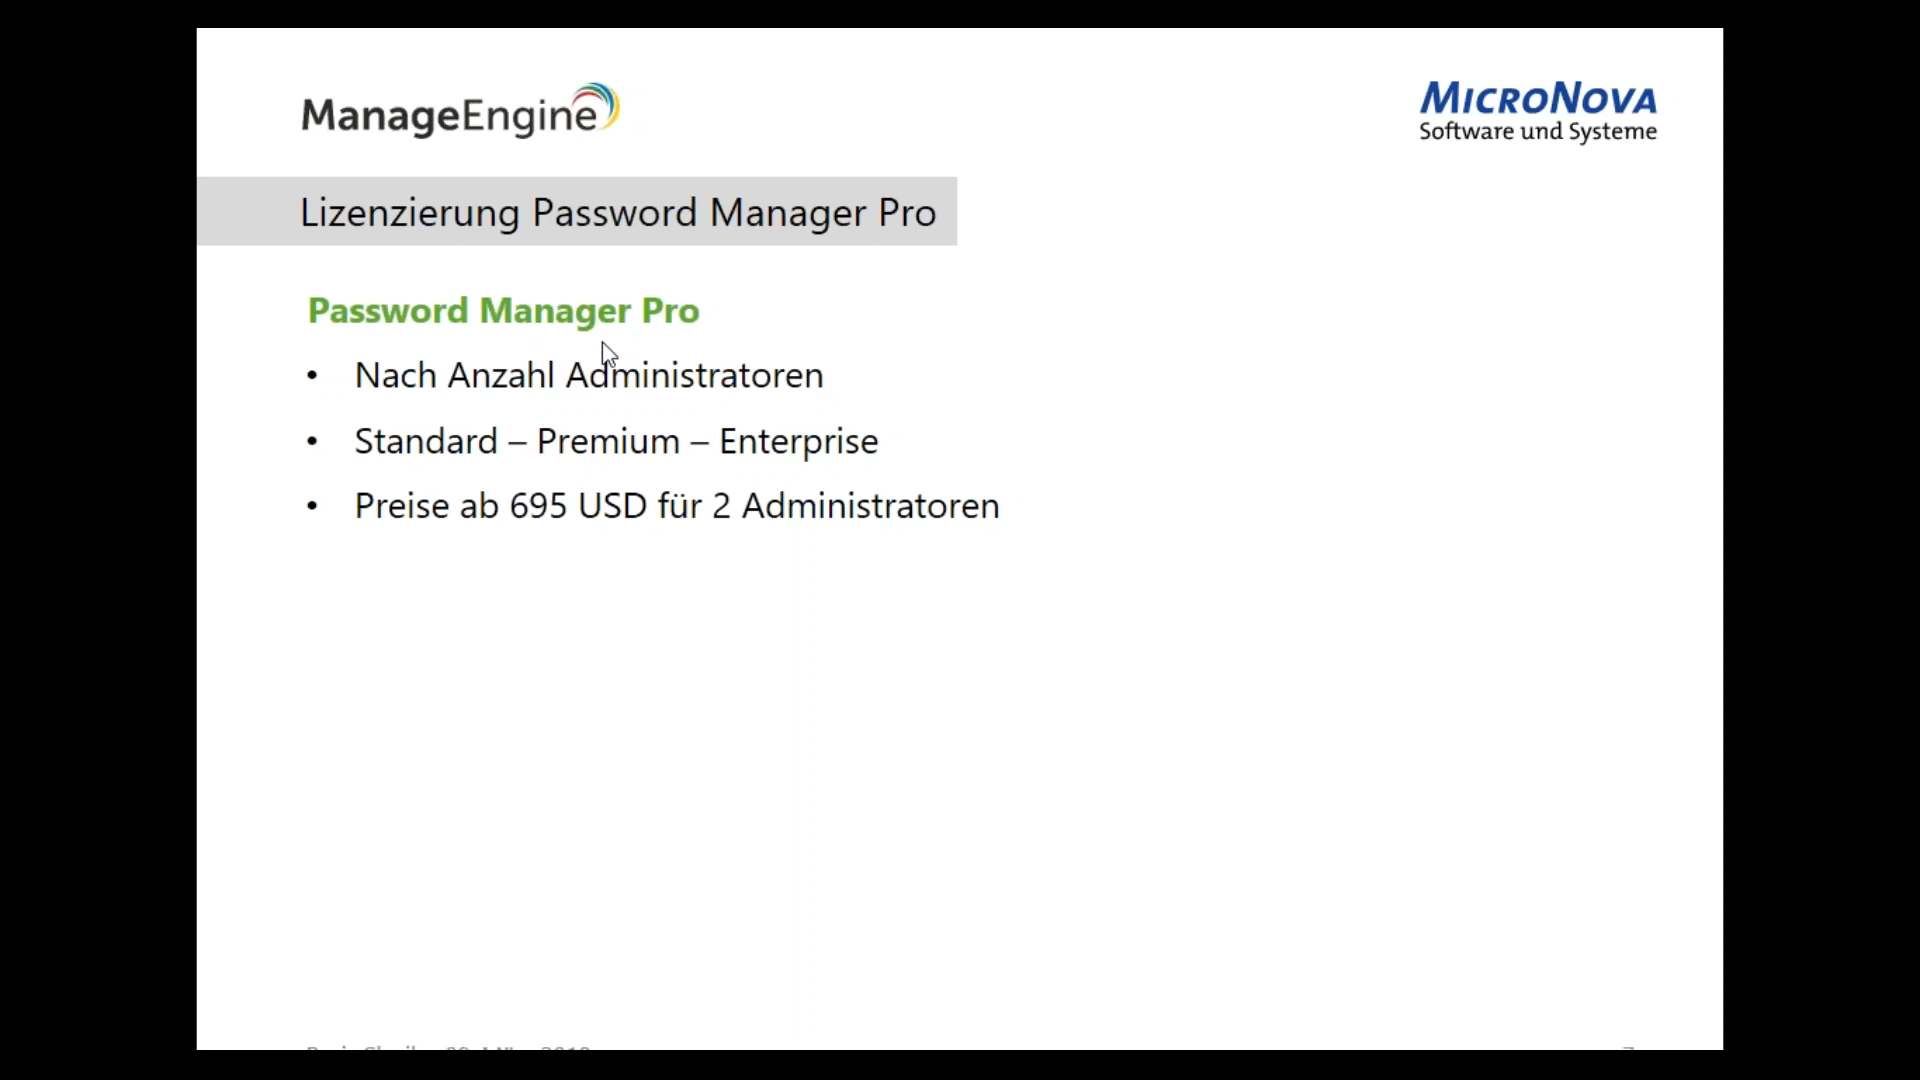 ManageEngine
MICRONOVA
Software und Systeme
Lizenzierung Password Manager Pro
Password Manager Pro
• Nach Anzahl Administratoren
• Standard – Premium – Enterprise
• Preise ab 695 USD für 2 Administratoren